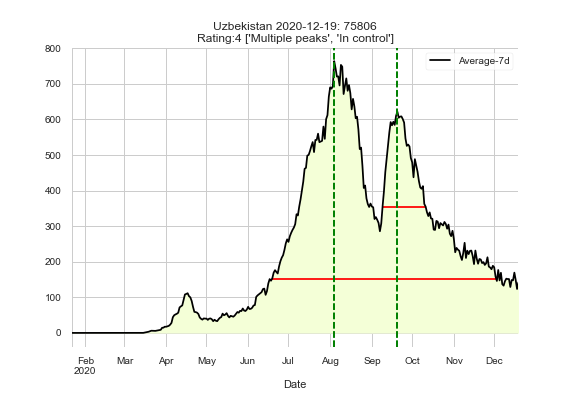 Uzbekistan 2020-12-19: 75806
Rating:4 ['Multiple peaks', 'In control']
Average-7d
800
700
600
500
400
300
200
100
0
Feb Mar Apr May Jun Jul Aug Sep Oct Nov Dec
2020
Date